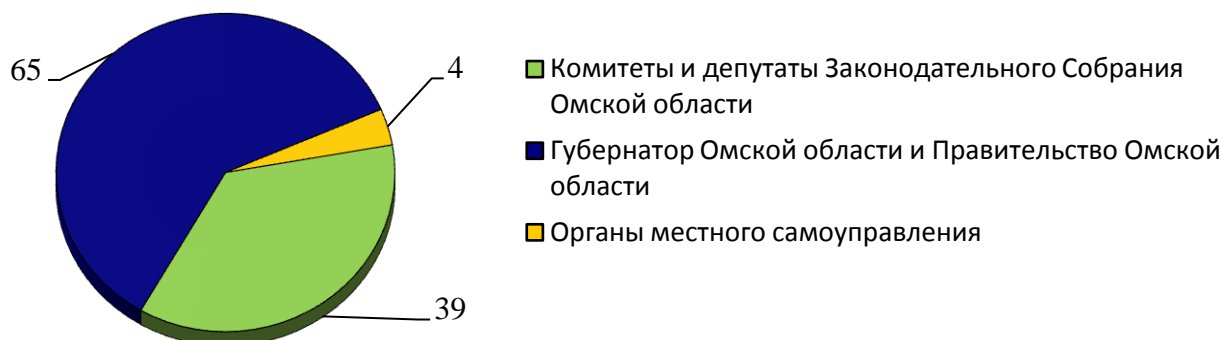 65
4
39
Комитеты и депутаты Законодательного Собрания
Омской области
Губернатор Омской области и Правительство Омской
области
Органы местного самоуправления